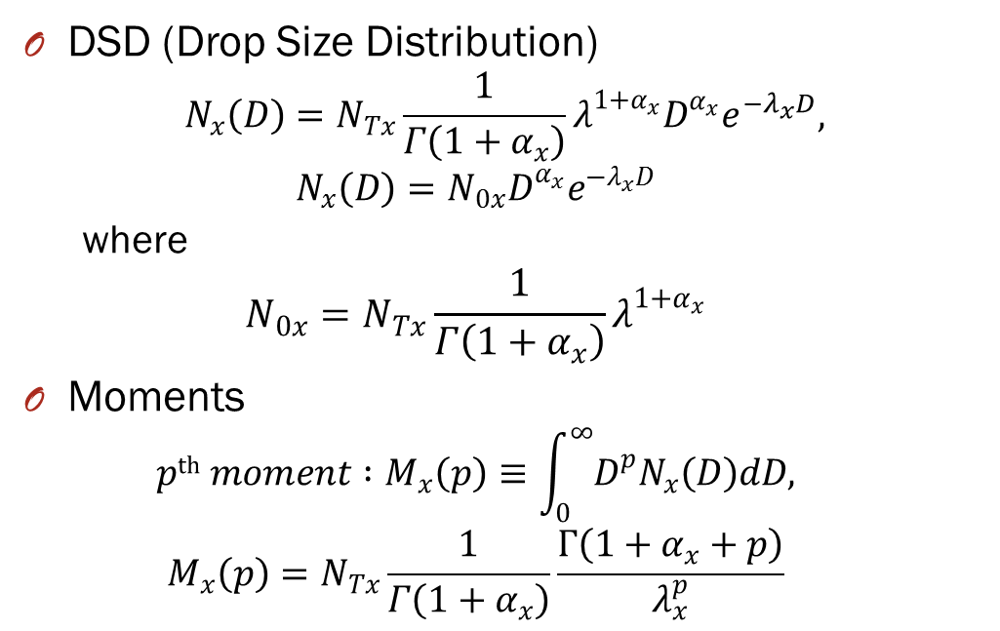 DSD (Drop Size Distribution)
$N_x(D) = N_{Tx} \frac{1}{\Gamma(1 + \alpha_x)} \lambda^{1+\alpha_x} D^{\alpha_x} e^{-\lambda_x D},$
$N_x(D) = N_{0x} D^{\alpha_x} e^{-\lambda_x D}$
where
$N_{0x} = N_{Tx} \frac{1}{\Gamma(1 + \alpha_x)} \lambda^{1+\alpha_x}$
Moments
$p^{\text{th}}\ moment : M_x(p) \equiv \int_0^\infty D^p N_x(D) dD,$
$M_x(p) = N_{Tx} \frac{1}{\Gamma(1 + \alpha_x)} \frac{\Gamma(1 + \alpha_x + p)}{\lambda_x^p}$